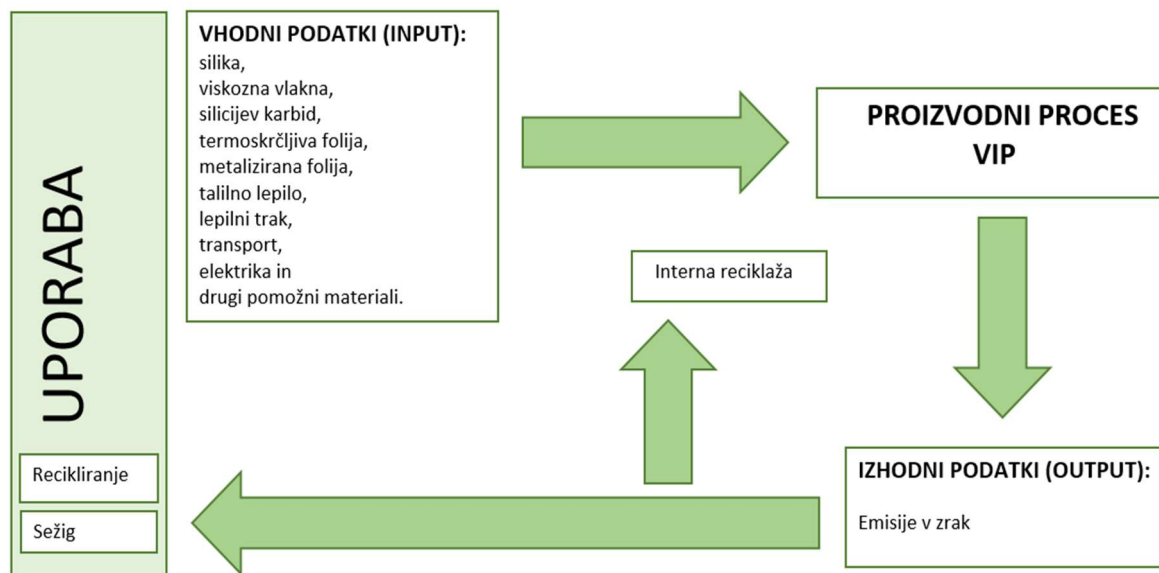 UPORABA
Recikliranje
Sežig
VHODNI PODATKI (INPUT):
silika,
viskozna vlakna,
silicijev karbid,
termoskrčljiva folija,
metalizirana folija,
talilno lepilo,
lepilni trak,
transport,
elektrika in
drugi pomožni materiali.
PROIZVODNI PROCES
VIP
Interna reciklaža
IZHODNI PODATKI (OUTPUT):
Emisije v zrak